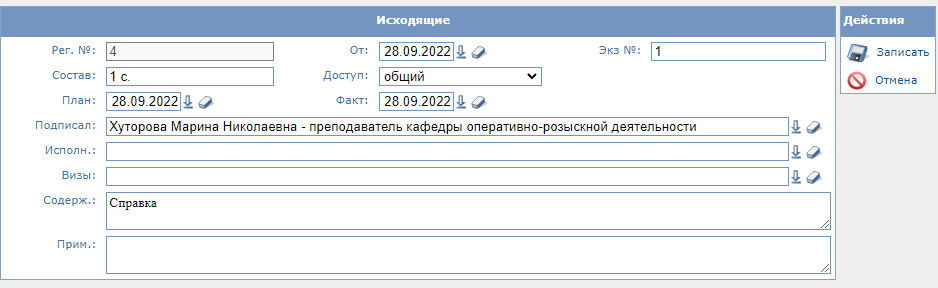 Исходящие
Действия
Рег. №: 4 От: 28.09.2022 Экз №: 1
Записать
Состав: 1 с. Доступ: общий
Отмена
План: 28.09.2022 Факт: 28.09.2022
Подписал: Хуторова Марина Николаевна - преподаватель кафедры оперативно-розыскной деятельности
Исполн.:
Визы:
Содерж.: Справка
Прим.: